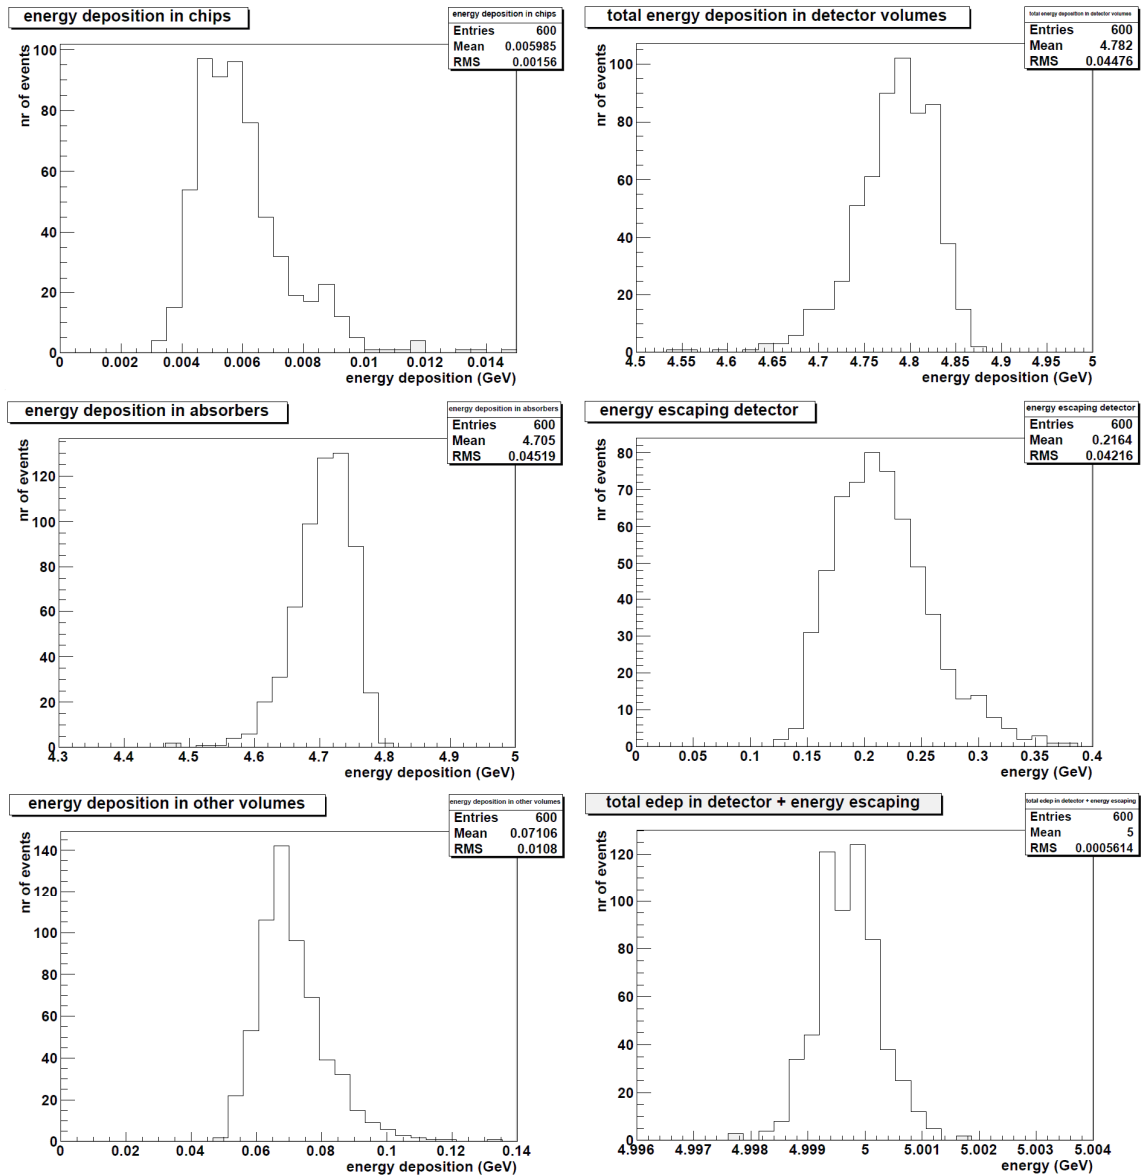 energy deposition in chips
energy deposition in chips
Entries 600
Mean 0.005985
RMS 0.00156
nr of events
100
80
60
40
20
0
0 0.002 0.004 0.006 0.008 0.01 0.012 0.014
energy deposition (GeV)
total energy deposition in detector volumes
total energy deposition in detector volumes
Entries 600
Mean 4.782
RMS 0.04476
nr of events
100
80
60
40
20
0
4.5 4.55 4.6 4.65 4.7 4.75 4.8 4.85 4.9 4.95 5
energy deposition (GeV)
energy deposition in absorbers
energy deposition in absorbers
Entries 600
Mean 4.705
RMS 0.04519
nr of events
120
100
80
60
40
20
0
4.3 4.4 4.5 4.6 4.7 4.8 4.9 5
energy deposition (GeV)
energy escaping detector
energy escaping detector
Entries 600
Mean 0.2164
RMS 0.04216
nr of events
80
70
60
50
40
30
20
10
0
0 0.05 0.1 0.15 0.2 0.25 0.3 0.35 0.4
energy (GeV)
energy deposition in other volumes
energy deposition in other volumes
Entries 600
Mean 0.07106
RMS 0.0108
nr of events
140
120
100
80
60
40
20
0
0 0.02 0.04 0.06 0.08 0.1 0.12 0.14
energy deposition (GeV)
total edep in detector + energy escaping
total edep in detector + energy escaping
Entries 600
Mean 5
RMS 0.0005614
nr of events
120
100
80
60
40
20
0
4.996 4.997 4.998 4.999 5 5.001 5.002 5.003 5.004
energy (GeV)